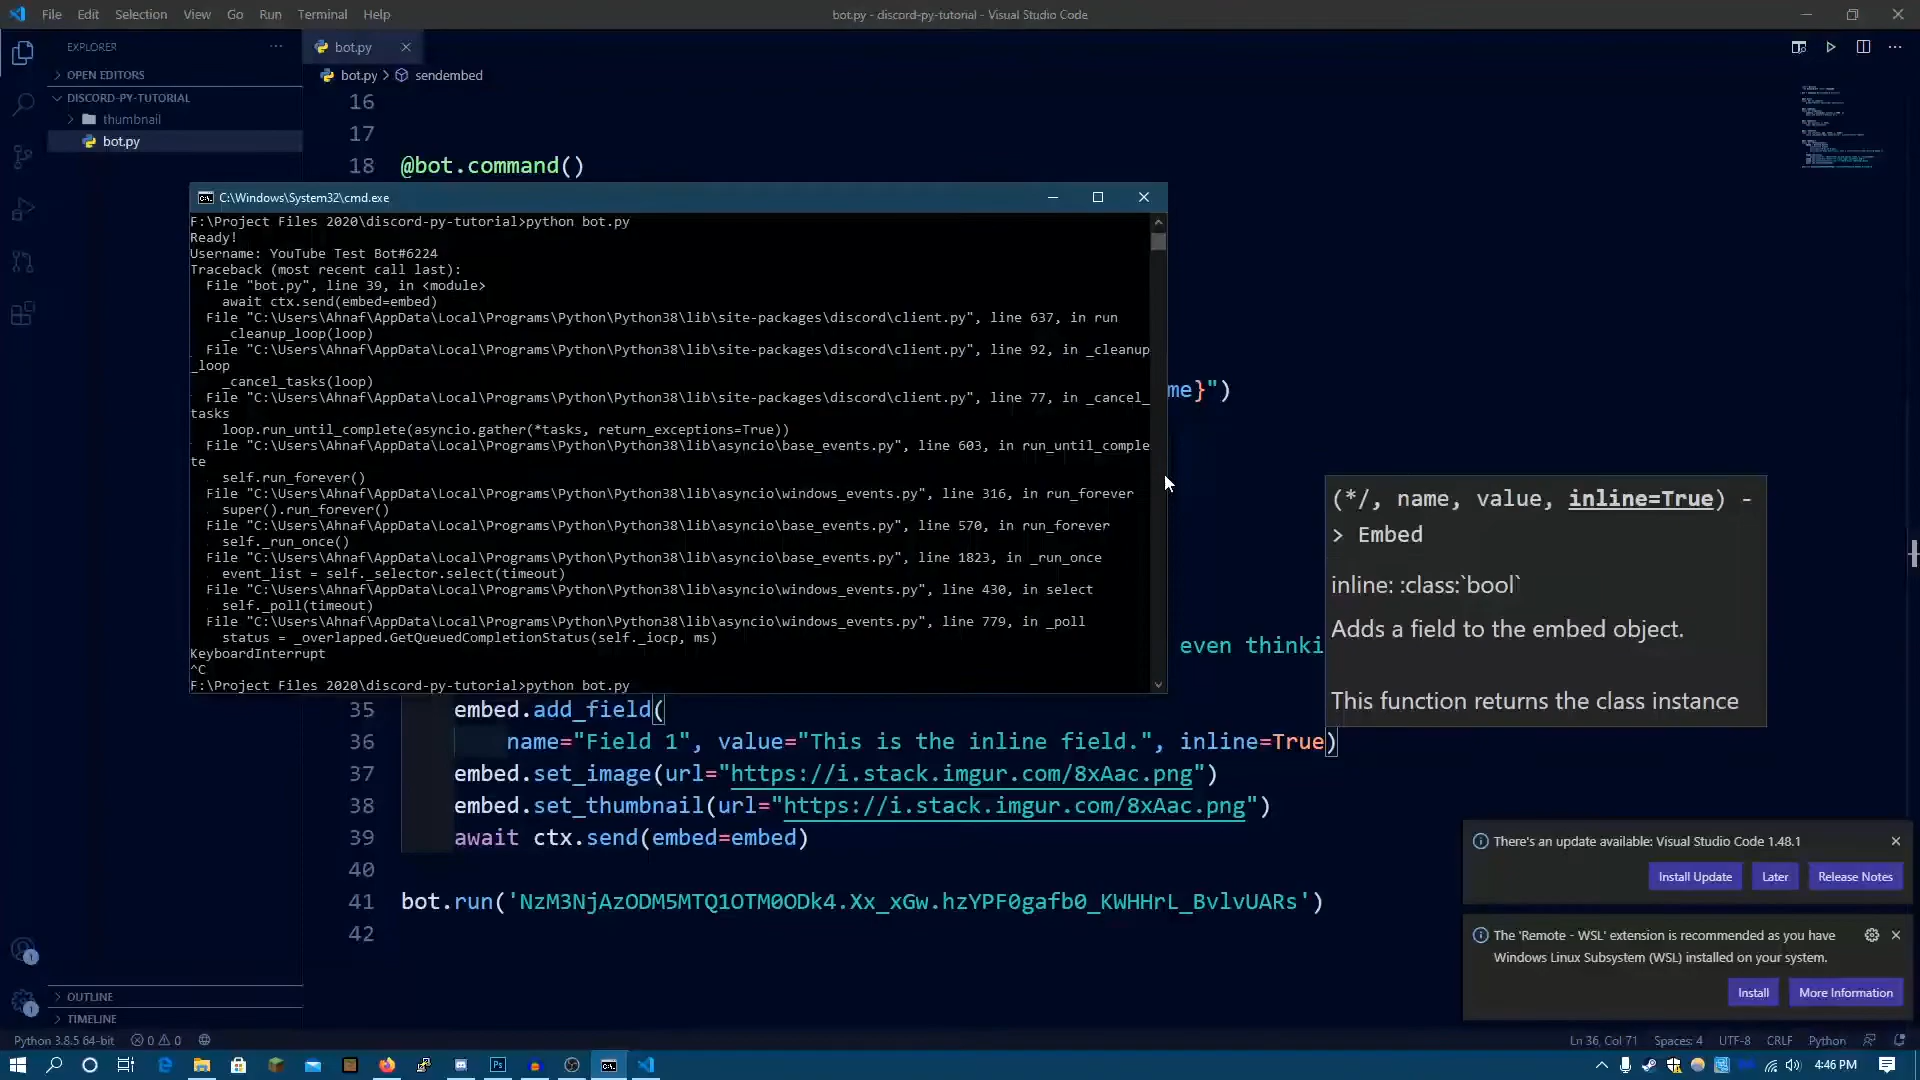 File Edit Selection View Go Run Terminal Help
bot.py - discord-py-tutorial - Visual Studio Code
EXPLORER
OPEN EDITORS
DISCORD-PY-TUTORIAL
thumbnail
bot.py
bot.py
bot.py > sendembed
16
17
18 @bot.command()
C:\Windows\System32\cmd.exe
F:\Project Files 2020\discord-py-tutorial>python bot.py
Ready!
Username: YouTube Test Bot#6224
Traceback (most recent call last):
File "bot.py", line 39, in <module>
await ctx.send(embed=embed)
File "C:\Users\Ahnaf\AppData\Local\Programs\Python\Python38\lib\site-packages\discord\client.py", line 637, in run
_cleanup_loop(loop)
File "C:\Users\Ahnaf\AppData\Local\Programs\Python\Python38\lib\site-packages\discord\client.py", line 92, in _cleanup
_loop
_cancel_tasks(loop)
File "C:\Users\Ahnaf\AppData\Local\Programs\Python\Python38\lib\site-packages\discord\client.py", line 77, in _cancel_
tasks
loop.run_until_complete(asyncio.gather(*tasks, return_exceptions=True))
File "C:\Users\Ahnaf\AppData\Local\Programs\Python\Python38\lib\asyncio\base_events.py", line 603, in run_until_comple
te
self.run_forever()
File "C:\Users\Ahnaf\AppData\Local\Programs\Python\Python38\lib\asyncio\windows_events.py", line 316, in run_forever
super().run_forever()
File "C:\Users\Ahnaf\AppData\Local\Programs\Python\Python38\lib\asyncio\base_events.py", line 570, in run_forever
self._run_once()
File "C:\Users\Ahnaf\AppData\Local\Programs\Python\Python38\lib\asyncio\base_events.py", line 1823, in _run_once
event_list = self._selector.select(timeout)
File "C:\Users\Ahnaf\AppData\Local\Programs\Python\Python38\lib\asyncio\windows_events.py", line 430, in select
self._poll(timeout)
File "C:\Users\Ahnaf\AppData\Local\Programs\Python\Python38\lib\asyncio\windows_events.py", line 779, in _poll
status = _overlapped.GetQueuedCompletionStatus(self._iocp, ms)
KeyboardInterrupt
^C
F:\Project Files 2020\discord-py-tutorial>python bot.py
me}")
even thinki
(*/, name, value, inline=True) -
> Embed
inline: :class:`bool`
Adds a field to the embed object.
This function returns the class instance
35 embed.add_field(
36 name="Field 1", value="This is the inline field.", inline=True)
37 embed.set_image(url="https://i.stack.imgur.com/8xAac.png")
38 embed.set_thumbnail(url="https://i.stack.imgur.com/8xAac.png")
39 await ctx.send(embed=embed)
40
41 bot.run('NzM3NjAzODM5MTQ1OTM0ODk4.Xx_xGw.hzYPF0gafb0_KWHHrL_BvlvUARs')
42
There's an update available: Visual Studio Code 1.48.1
Install Update Later Release Notes
The 'Remote - WSL' extension is recommended as you have
Windows Linux Subsystem (WSL) installed on your system.
Install More Information
OUTLINE
TIMELINE
1
1
Python 3.8.5 64-bit 0 0
Ln 36, Col 71 Spaces: 4 UTF-8 CRLF Python
4:46 PM